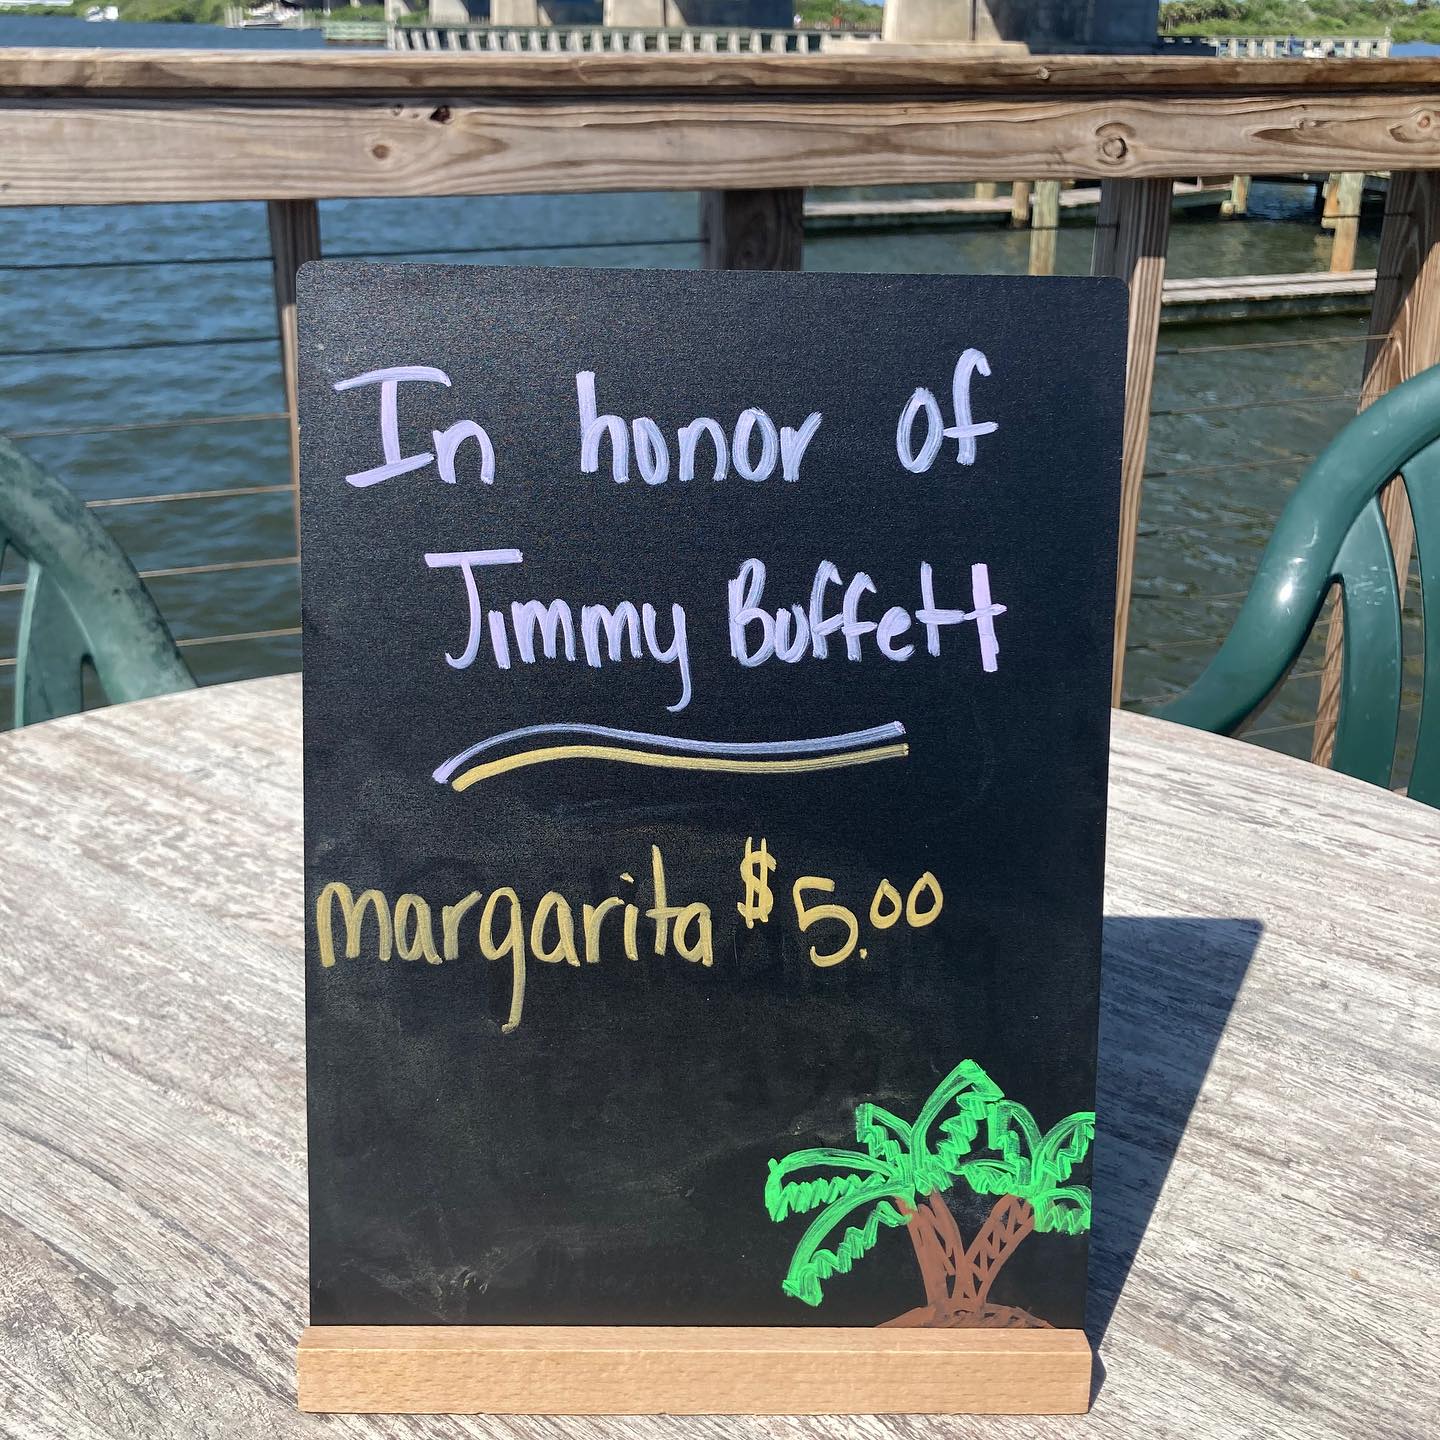 In honor of
Jimmy Buffett
margarita $5.00